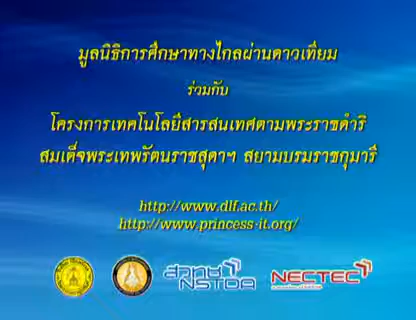 มูลนิธิการศึกษาทางไกลผ่านดาวเทียม
ร่วมกับ
โครงการเทคโนโลยีสารสนเทศตามพระราชดำริ
สมเด็จพระเทพรัตนราชสุดาฯ สยามบรมราชกุมารี
http://www.dlf.ac.th/
http://www.princess-it.org/
สวทช
NSTDA
NECTEC